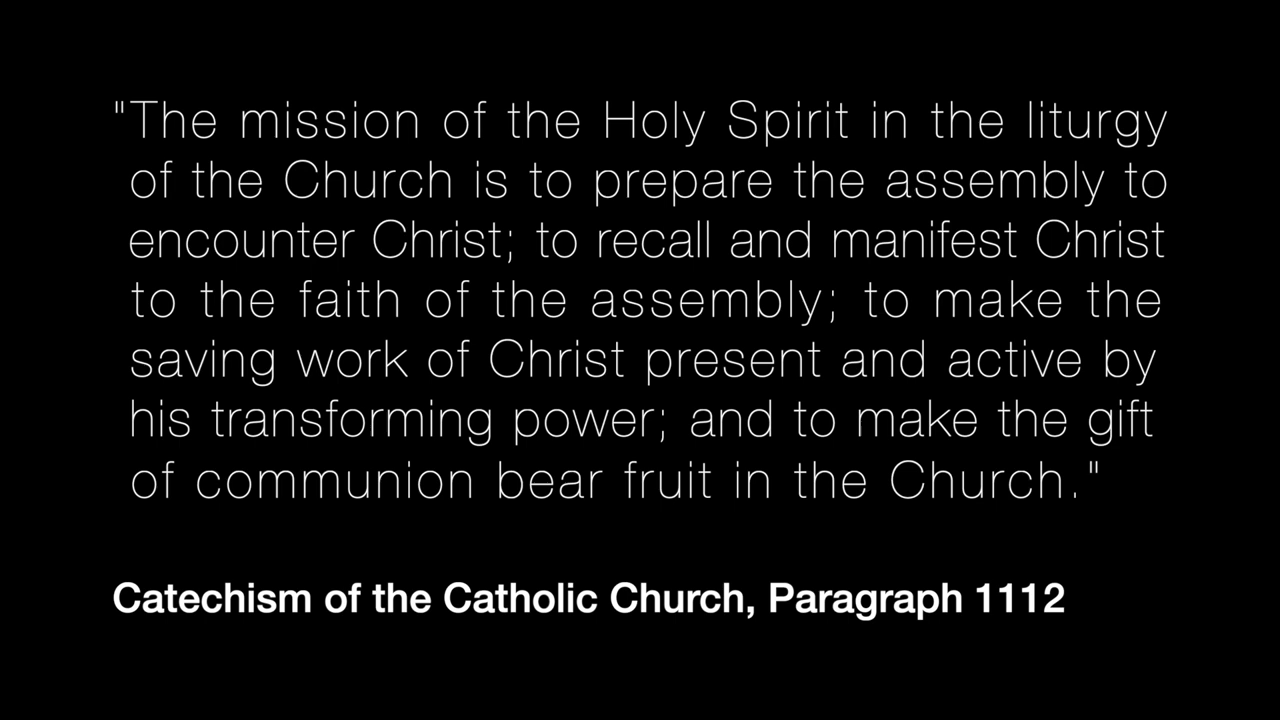 "The mission of the Holy Spirit in the liturgy
of the Church is to prepare the assembly to
encounter Christ; to recall and manifest Christ
to the faith of the assembly; to make the
saving work of Christ present and active by
his transforming power; and to make the gift
of communion bear fruit in the Church."
Catechism of the Catholic Church, Paragraph 1112